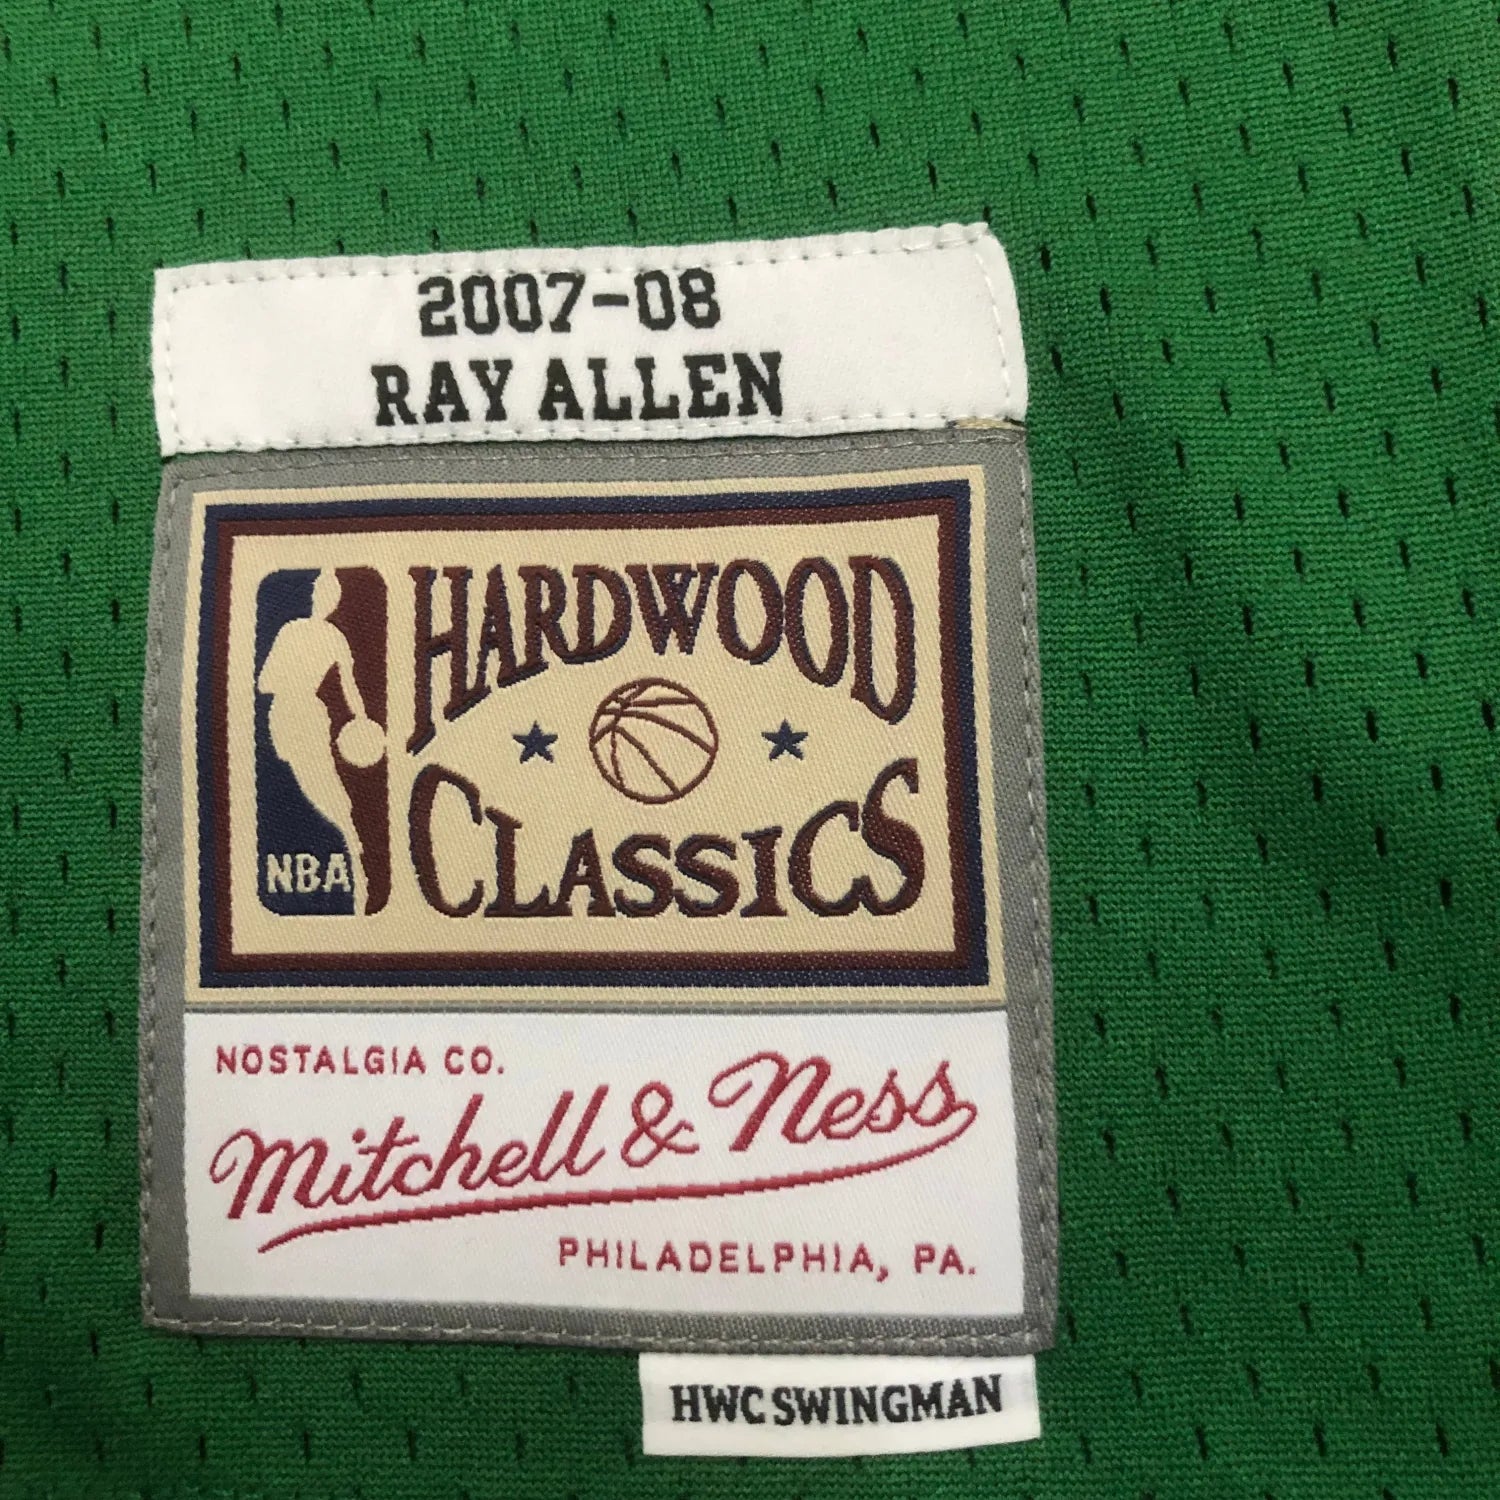 2007-08
RAY ALLEN
HARDWOOD
CLASSICS
NBA
NOSTALGIA CO.
Mitchell & Ness
PHILADELPHIA, PA.
HWC SWINGMAN